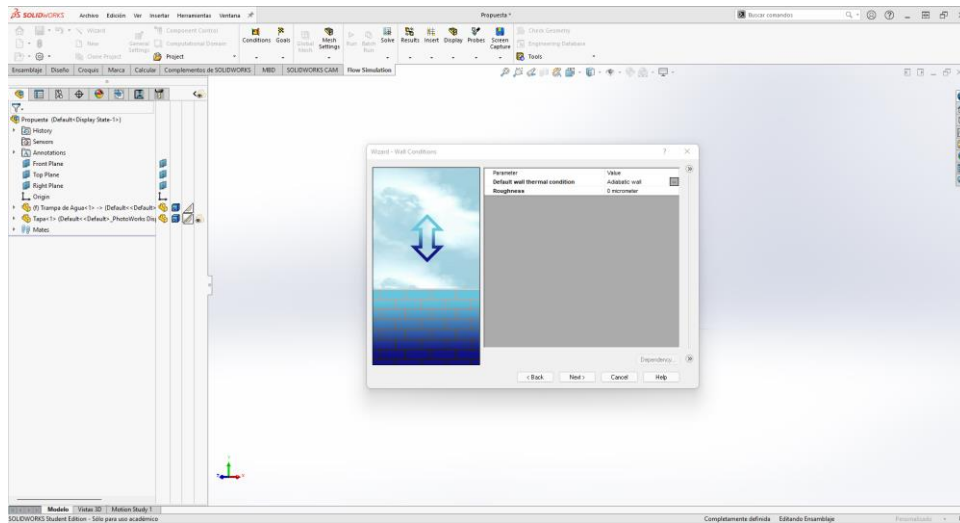 SOLIDWORKS Archivo Edición Ver Insertar Herramientas Ventana Propuesta * Buscar comandos
Wizard Component Control
New Computational Domain
Clone Project Project
General Settings
Conditions Goals Global Mesh Mesh Settings Run Batch Run Solve Results Insert Display Probes Screen Capture
Check Geometry
Engineering Database
Tools
Ensamblaje Diseño Croquis Marca Calcular Complementos de SOLIDWORKS MBD SOLIDWORKS CAM Flow Simulation
Propuesta (Default<Display State-1>)
History
Sensors
Annotations
Front Plane
Top Plane
Right Plane
Origin
(f) Trampa de Agua<1> -> (Default<<Default>
Tapa<1> (Default<<Default>_PhotoWorks Dis
Mates
Wizard - Wall Conditions ? ×
Parameter Value
Default wall thermal condition Adiabatic wall
Roughness 0 micrometer
Dependency...
< Back Next > Cancel Help
Modelo Vistas 3D Motion Study 1
SOLIDWORKS Student Edition - Sólo para uso académico Completamente definida Editando Ensamblaje Personalizado